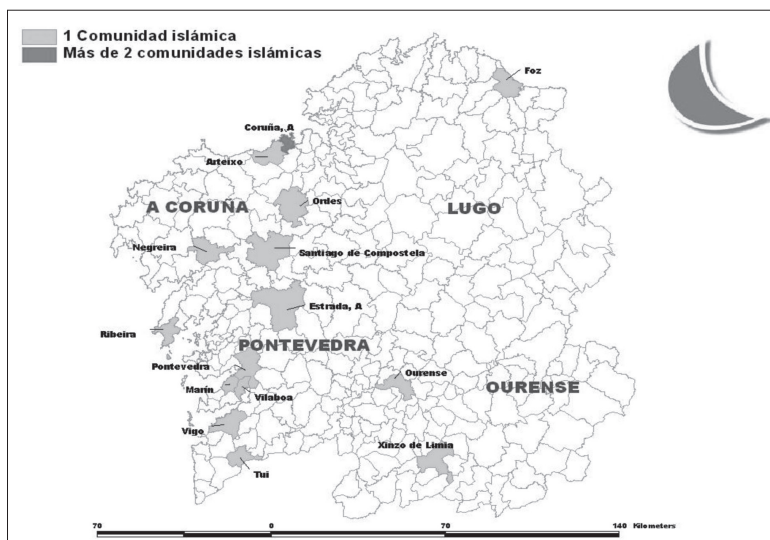 1 Comunidad islámica
Más de 2 comunidades islámicas
Foz
Coruña, A
Arteixo
Ordes
A CORUÑA
LUGO
Negreira
Santiago de Compostela
Estrada, A
Ribeira
PONTEVEDRA
Pontevedra
Ourense
Marín
Vilaboa
OURENSE
Vigo
Xinzo de Limia
Tui
70 0 70 140 Kilometers